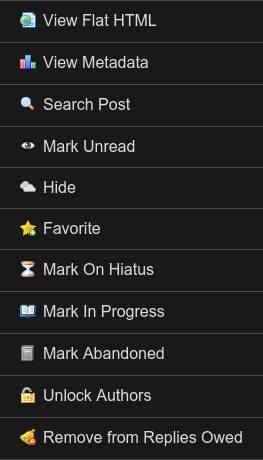 View Flat HTML
View Metadata
Search Post
Mark Unread
Hide
Favorite
Mark On Hiatus
Mark In Progress
Mark Abandoned
Unlock Authors
Remove from Replies Owed